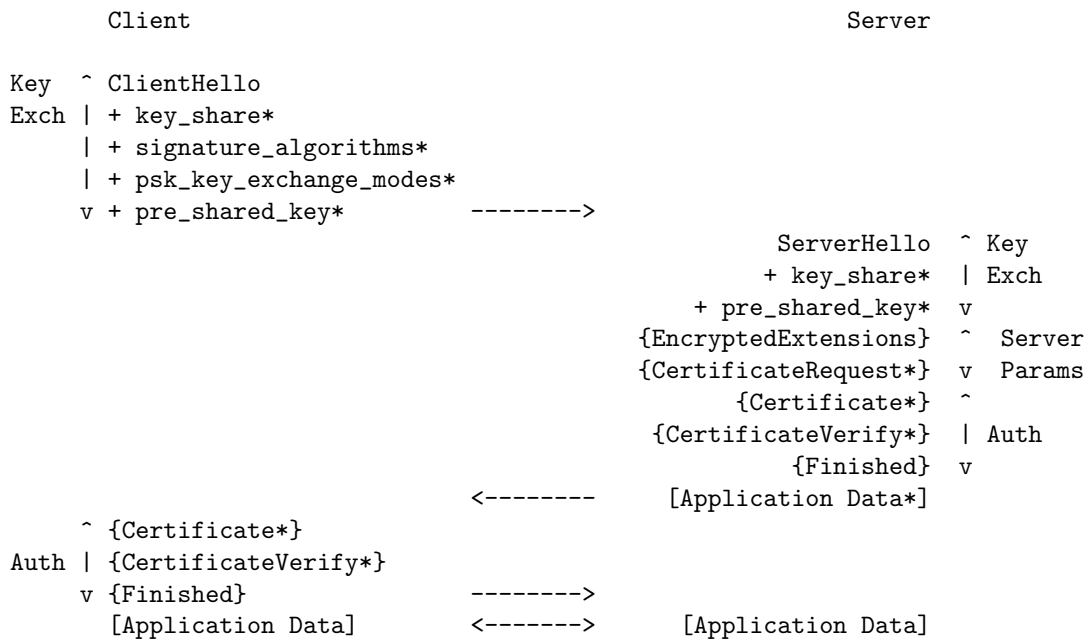 Client                                           Server

Key  ^ ClientHello
Exch | + key_share*
     | + signature_algorithms*
     | + psk_key_exchange_modes*
     v + pre_shared_key*       -------->
                                                  ServerHello  ^ Key
                                                 + key_share*  | Exch
                                            + pre_shared_key*  v
                                        {EncryptedExtensions}  ^  Server
                                        {CertificateRequest*}  v  Params
                                               {Certificate*}  ^
                                         {CertificateVerify*}  | Auth
                                                   {Finished}  v
                               <--------  [Application Data*]
     ^ {Certificate*}
Auth | {CertificateVerify*}
     v {Finished}              -------->
       [Application Data]      <------->  [Application Data]